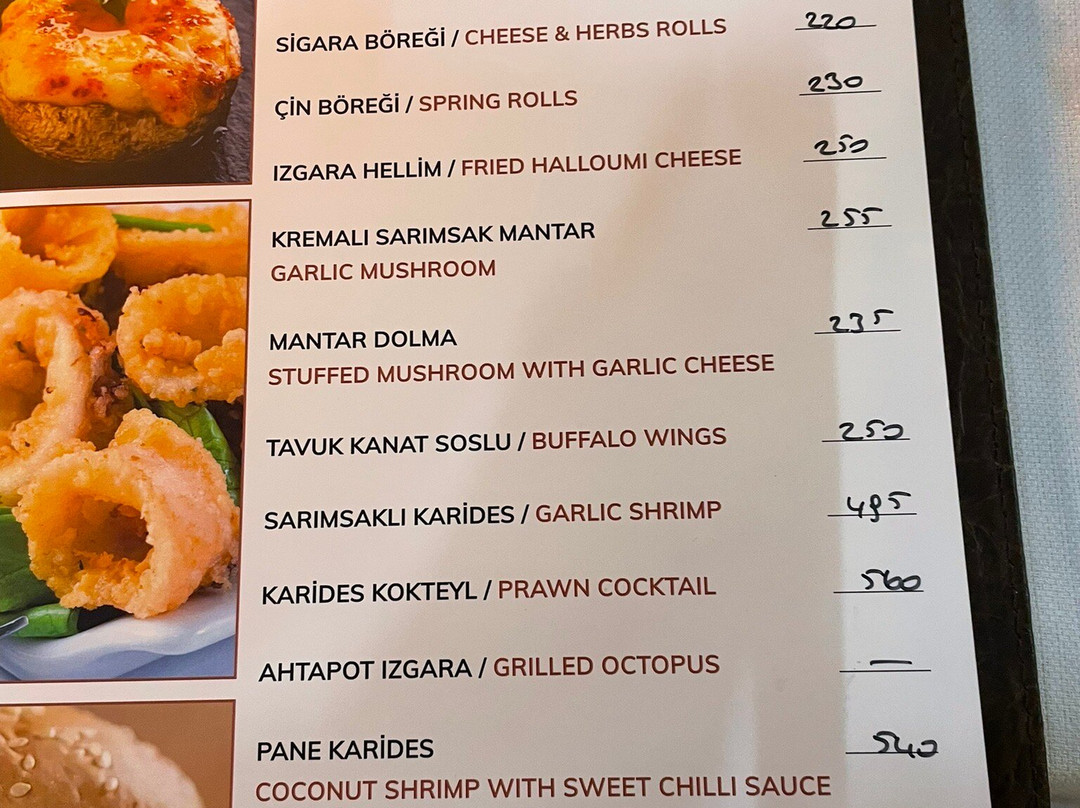 SİGARA BÖREĞİ / CHEESE & HERBS ROLLS 220
ÇİN BÖREĞİ / SPRING ROLLS 230
IZGARA HELLİM / FRIED HALLOUMI CHEESE 250
KREMALI SARIMSAK MANTAR 255
GARLIC MUSHROOM
MANTAR DOLMA 235
STUFFED MUSHROOM WITH GARLIC CHEESE
TAVUK KANAT SOSLU / BUFFALO WINGS 250
SARIMSAKLI KARİDES / GARLIC SHRIMP
KARİDES KOKTEYL / PRAWN COCKTAIL 560
AHTAPOT IZGARA / GRILLED OCTOPUS —
PANE KARİDES 540
COCONUT SHRIMP WITH SWEET CHILLI SAUCE